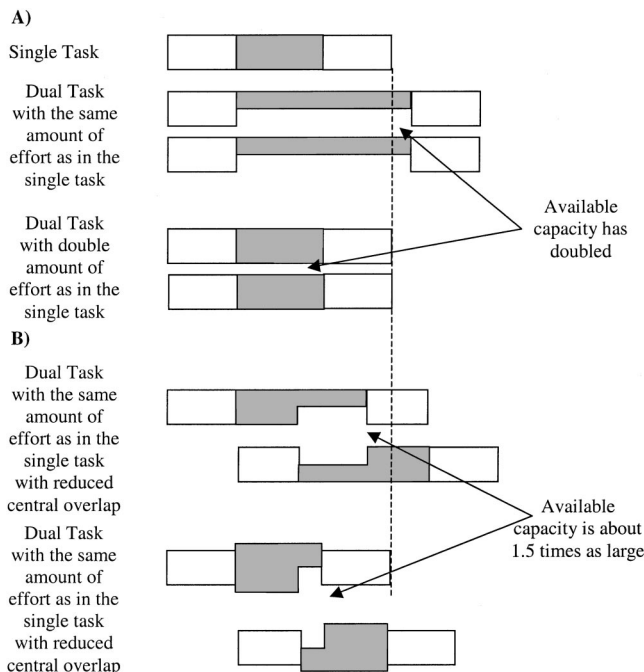 A)
Single Task
Dual Task
with the same
amount of
effort as in the
single task
Dual Task
with double
amount of
effort as in the
single task
Available
capacity has
doubled
B)
Dual Task
with the same
amount of
effort as in the
single task
with reduced
central overlap
Dual Task
with the same
amount of
effort as in the
single task
with reduced
central overlap
Available
capacity is about
1.5 times as large